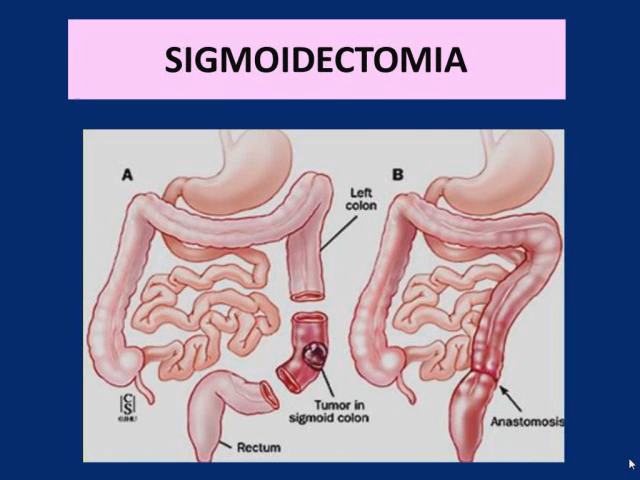 SIGMOIDECTOMIA
A
B
Left
colon
Tumor in
sigmoid colon
Rectum
Anastomosis